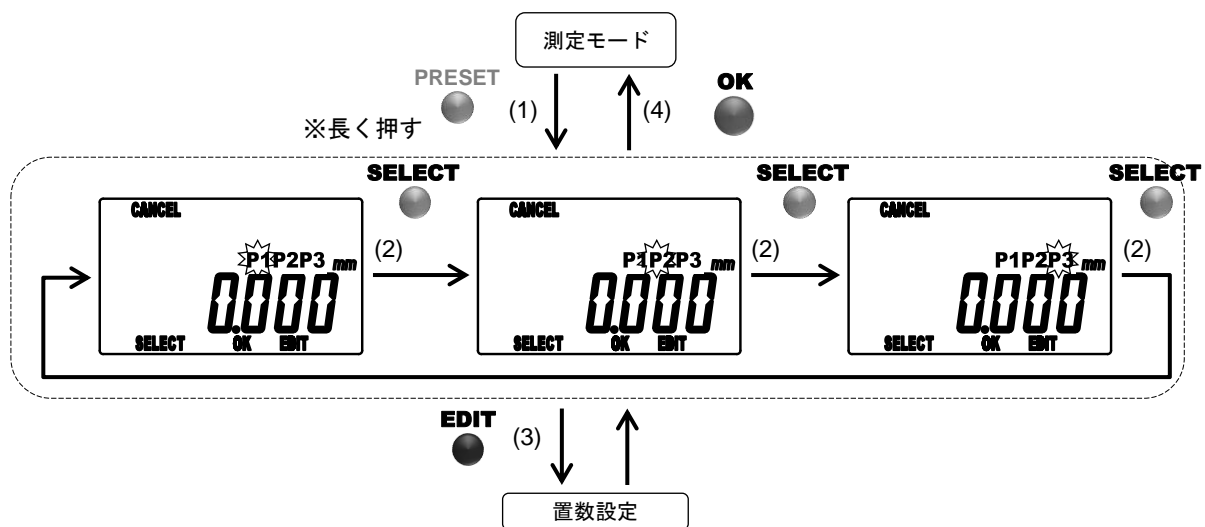 測定モード
PRESET
OK
(1)
(4)
※長く押す
SELECT
SELECT
SELECT
CANCEL
P1P2P3 mm
0.000
SELECT OK EDIT
(2)
CANCEL
P1P2P3 mm
0.000
SELECT OK EDIT
(2)
CANCEL
P1P2P3 mm
0.000
SELECT OK EDIT
(2)
EDIT
(3)
置数設定